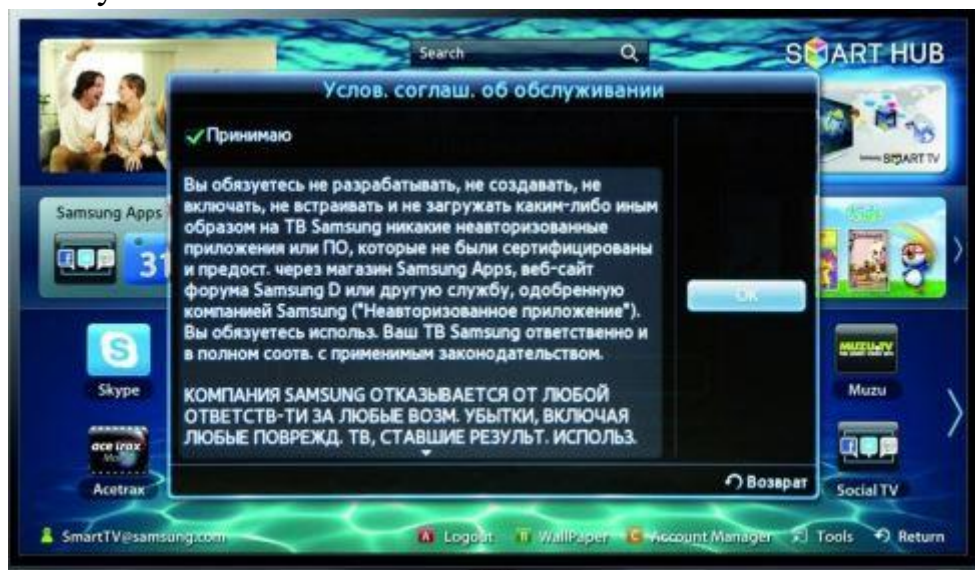 Search
SMART HUB
Услов. соглаш. об обслуживании
Принимаю
SMART TV
Вы обязуетесь не разрабатывать, не создавать, не
включать, не встраивать и не загружать каким-либо иным
образом на ТВ Samsung никакие неавторизованные
приложения или ПО, которые не были сертифицированы
и предост. через магазин Samsung Apps, веб-сайт
форума Samsung D или другую службу, одобренную
компанией Samsung ("Неавторизованное приложение").
Вы обязуетесь использ. Ваш ТВ Samsung ответственно и
в полном соотв. с применимым законодательством.
КОМПАНИЯ SAMSUNG ОТКАЗЫВАЕТСЯ ОТ ЛЮБОЙ
ОТВЕТСТВ-ТИ ЗА ЛЮБЫЕ ВОЗМ. УБЫТКИ, ВКЛЮЧАЯ
ЛЮБЫЕ ПОВРЕЖД. ТВ, СТАВШИЕ РЕЗУЛЬТ. ИСПОЛЬЗ.
OK
Возврат
Samsung Apps
31
Skype
Muzu
acetrax
Acetrax
Social TV
SmartTV@samsung.com
A Logout
B WallPaper
C Account Manager
Tools
Return